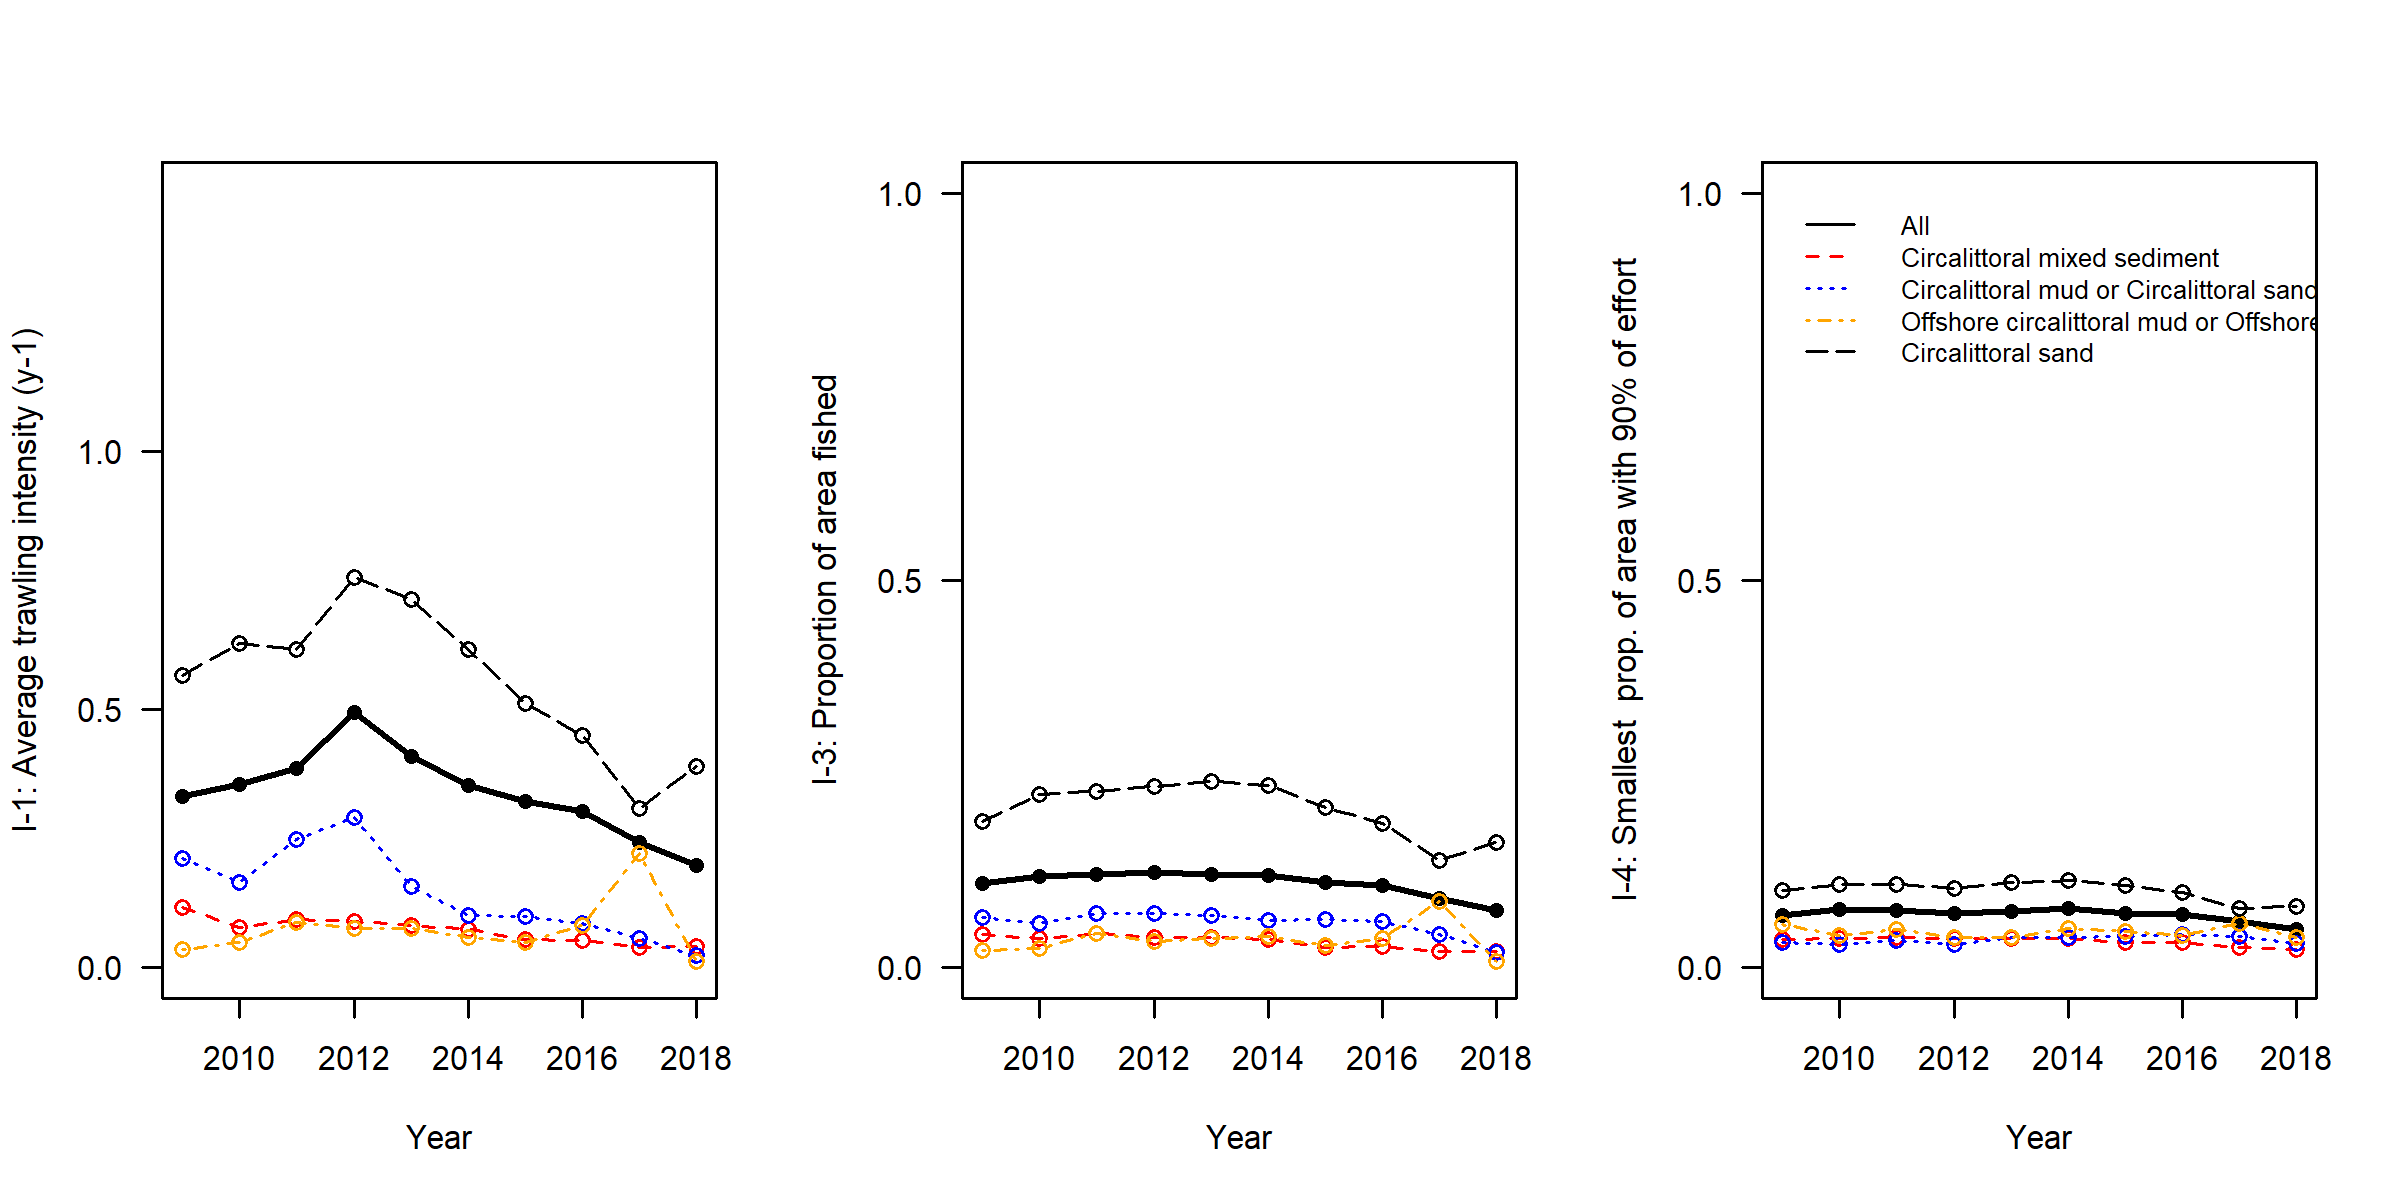 I-1: Average trawling intensity (y-1)
1.0
0.5
0.0
2010 2012 2014 2016 2018
Year
I-3: Proportion of area fished
1.0
0.5
0.0
2010 2012 2014 2016 2018
Year
I-4: Smallest prop. of area with 90% of effort
1.0
0.5
0.0
All
Circalittoral mixed sediment
Circalittoral mud or Circalittoral sand
Offshore circalittoral mud or Offshore
Circalittoral sand
2010 2012 2014 2016 2018
Year